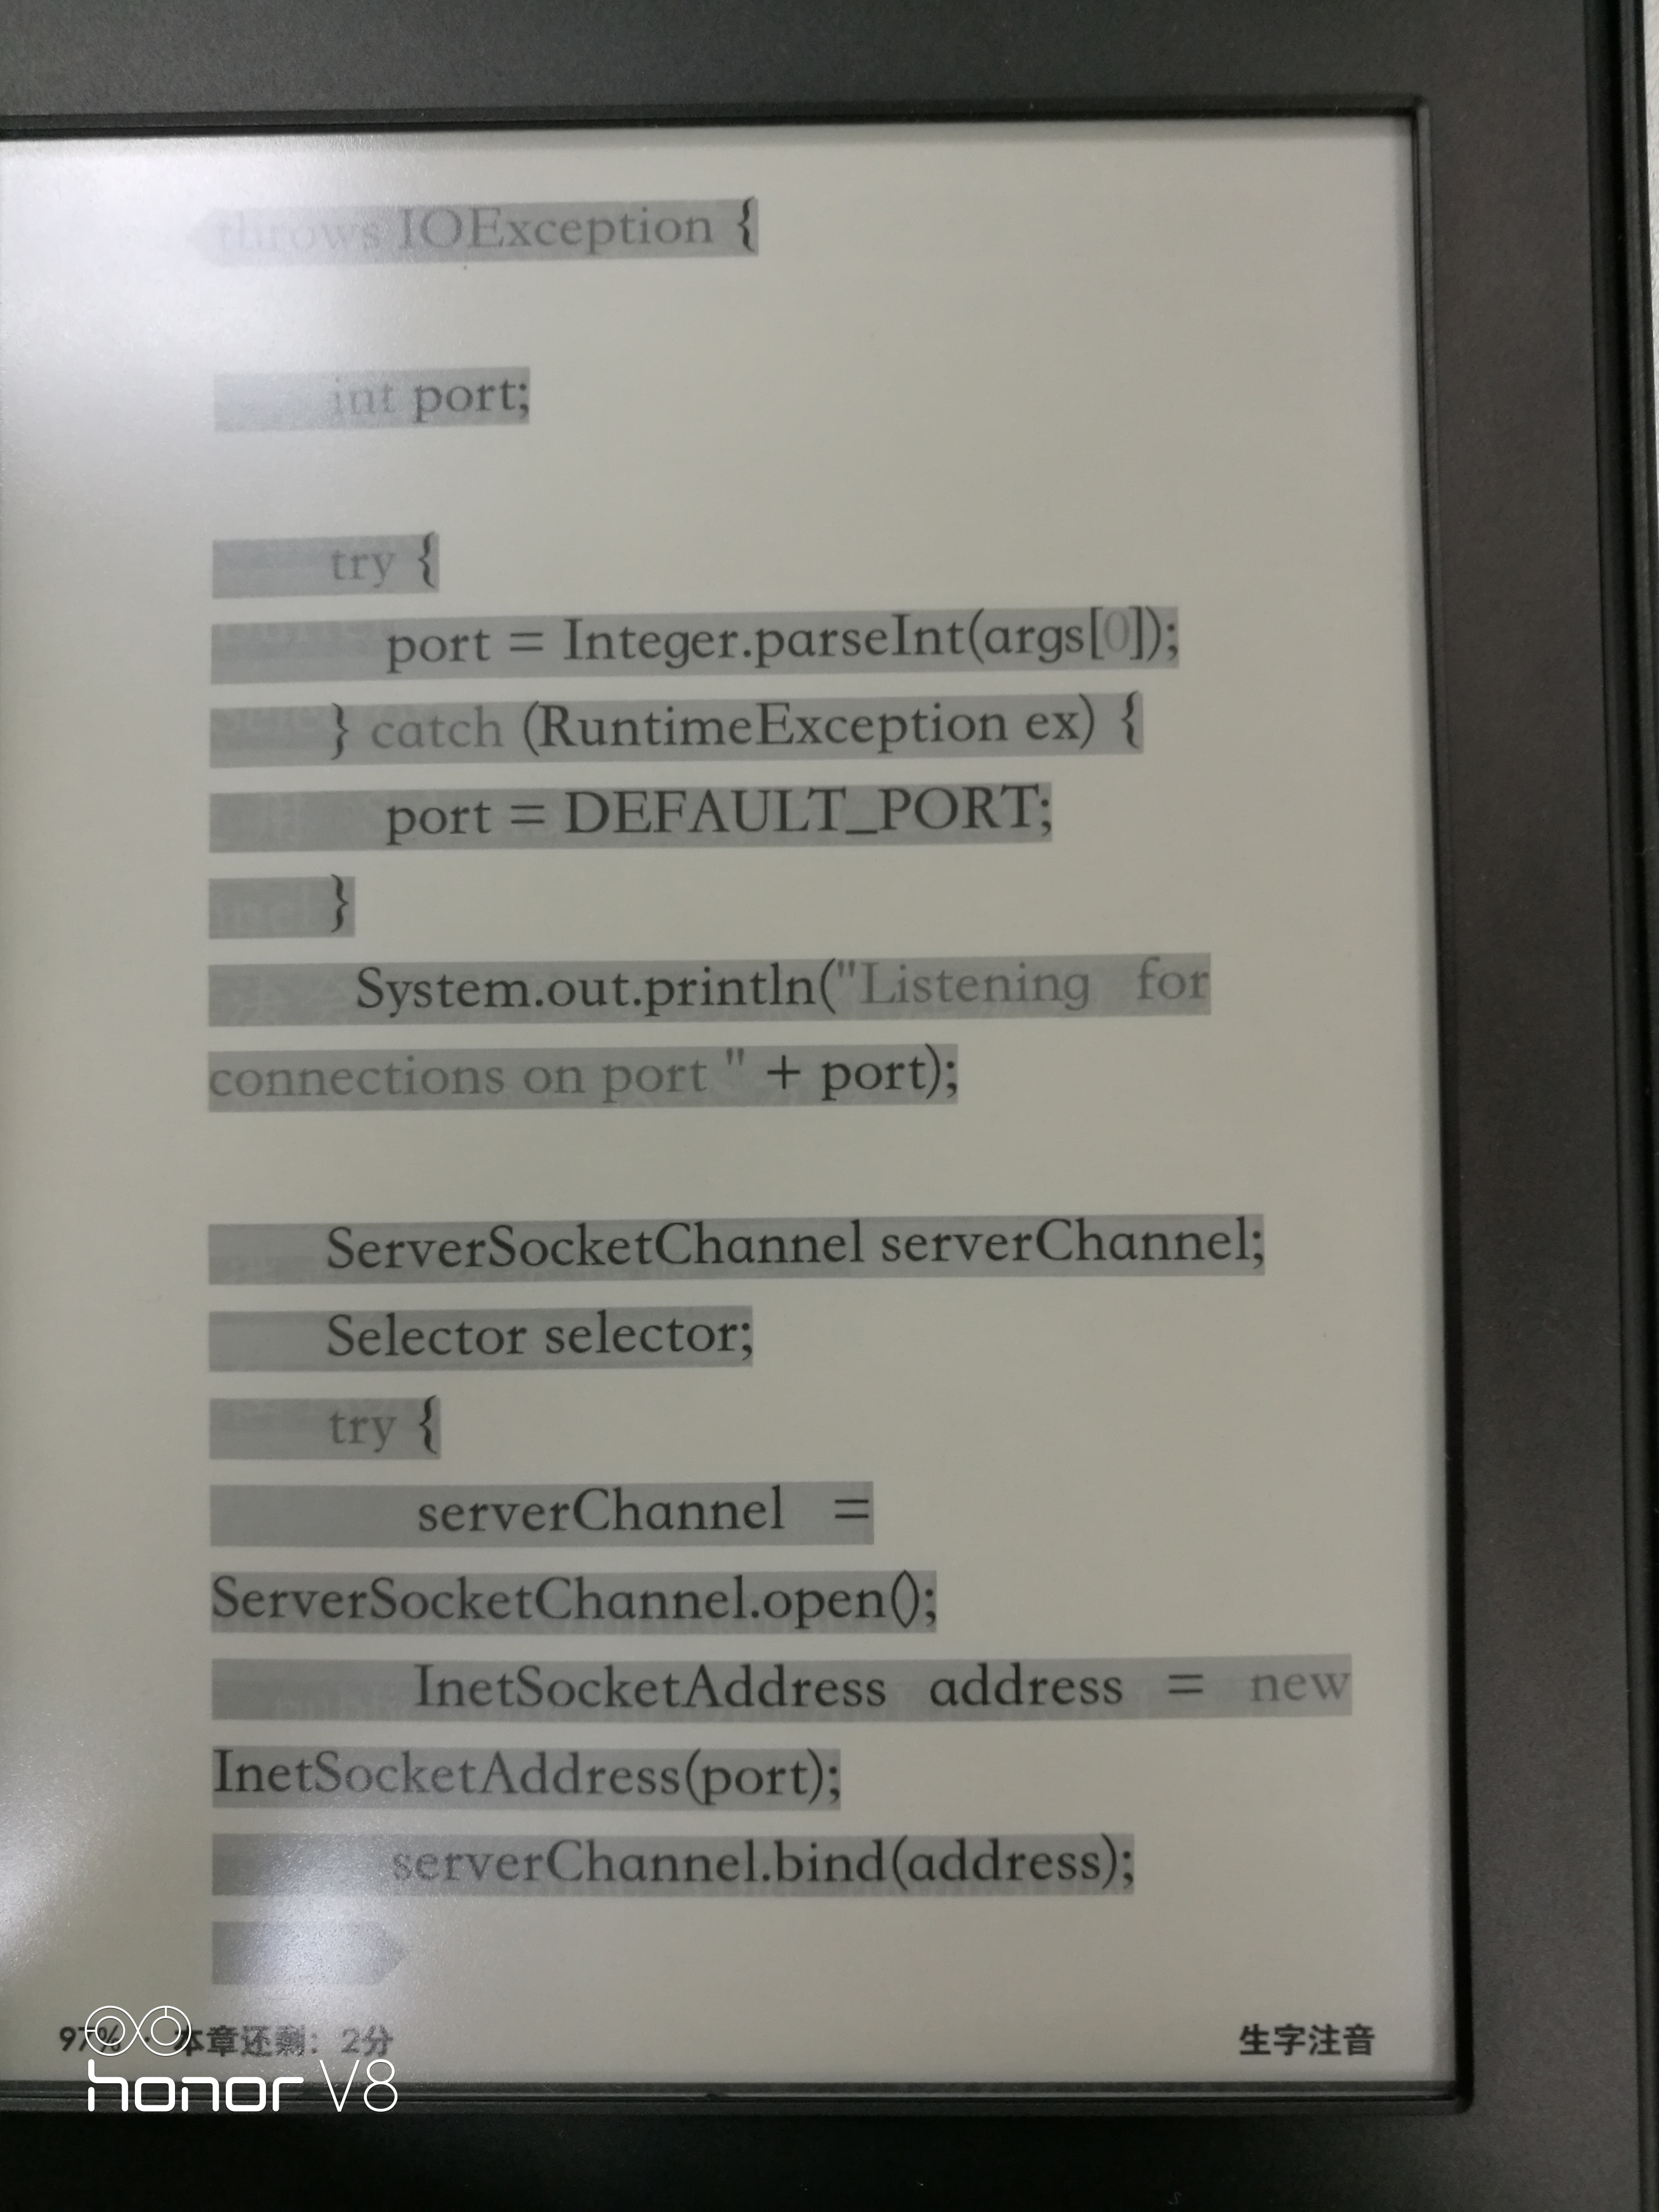 throws IOException {
int port;
try {
port = Integer.parseInt(args[0]);
} catch (RuntimeException ex) {
port = DEFAULT_PORT;
}
System.out.println("Listening for
connections on port " + port);
ServerSocketChannel serverChannel;
Selector selector;
try {
serverChannel =
ServerSocketChannel.open();
InetSocketAddress address = new
InetSocketAddress(port);
serverChannel.bind(address);
97% · 本章还剩：2分 生字注音
honor V8